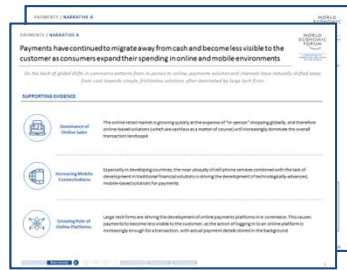 PAYMENTS | NARRATIVE A
WORLD
PAYMENTS | NARRATIVE A
WORLD
ECONOMIC
FORUM
Payments have continued to migrate away from cash and become less visible to the
customer as consumers expand their spending in online and mobile environments
On the back of global shifts in commerce patterns from in-person to online, payments volumes and channels have naturally shifted away
from cash towards simple, frictionless solutions often dominated by large tech firms
SUPPORTING EVIDENCE
Dominance of
Online Sales
The online retail market is growing quickly at the expense of "in-person" shopping globally, and therefore
online-based solutions (which are cashless as a matter of course) will increasingly dominate the overall
transaction landscape
Increasing Mobile
Connectedness
Especially in developing countries, the near ubiquity of cell phone services combined with the lack of
development in traditional financial solutions is driving the development of technologically-advanced,
mobile-based solutions for payments
Growing Role of
Online Platforms
Large tech firms are driving the development of online payments platforms in e-commerce. This causes
payments to become less visible to the customer, as the action of logging in to an online platform is
increasingly enough for a transaction, with actual payment details stored in the background